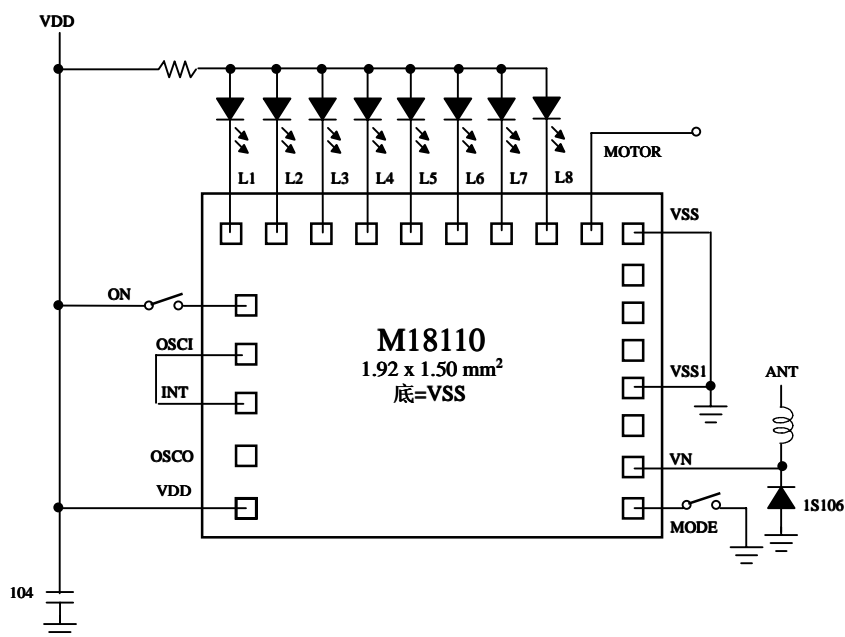 VDD
MOTOR
L1 L2 L3 L4 L5 L6 L7 L8
VSS
ON
M18110
1.92 x 1.50 mm²
底=VSS
OSCI
INT
VSS1
ANT
OSCO
VN
VDD
1S106
MODE
104